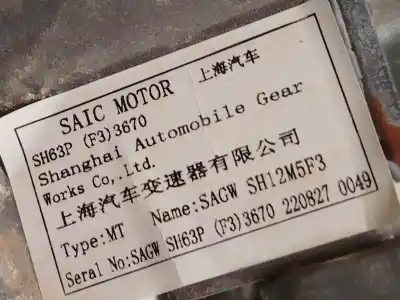 SAIC MOTOR 上海汽车
SH63P (F3)3670
Shanghai Automobile Gear
Works Co,.Ltd.
上海汽车变速器有限公司
Type:MT Name:SAGW SH12M5F3
Seral No:SAGW SH63P (F3)3670 220827 0049